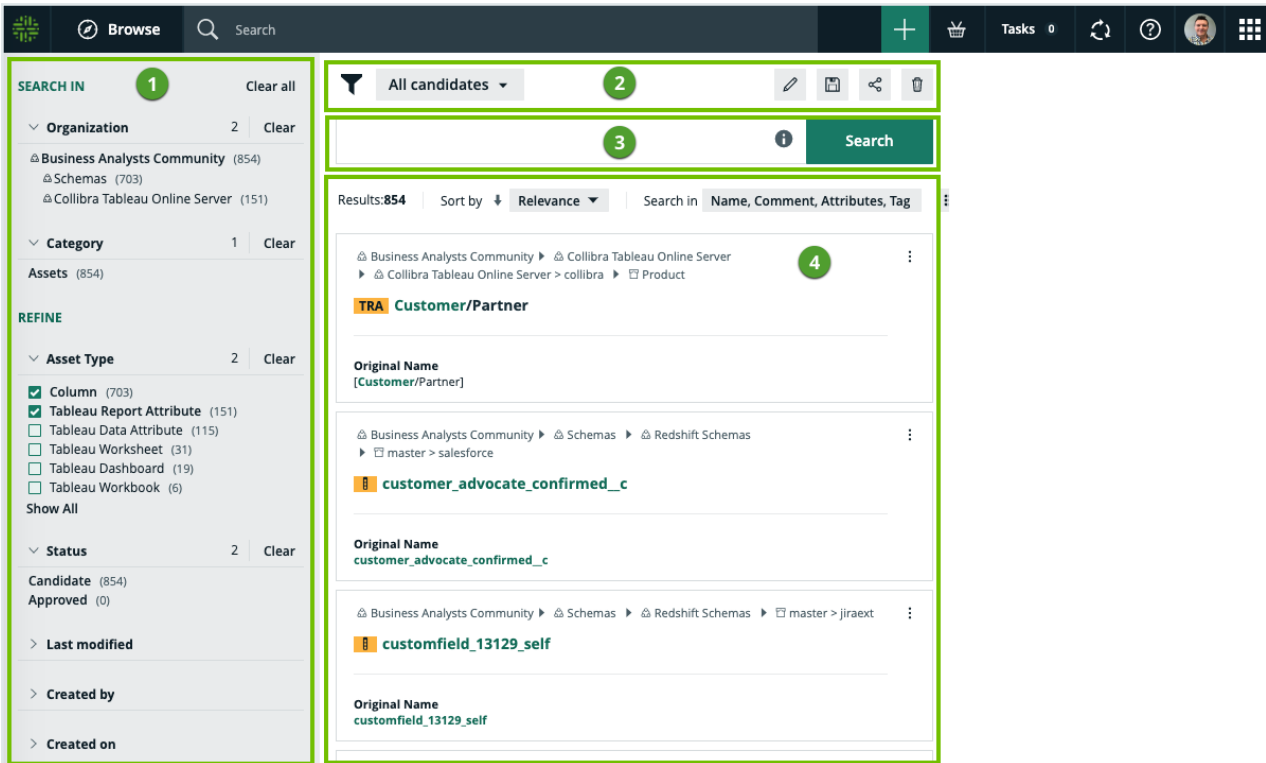 Browse Search Tasks 0
SEARCH IN 1 Clear all
Organization 2 Clear
Business Analysts Community (854)
Schemas (703)
Collibra Tableau Online Server (151)
Category 1 Clear
Assets (854)
REFINE
Asset Type 2 Clear
Column (703)
Tableau Report Attribute (151)
Tableau Data Attribute (115)
Tableau Worksheet (31)
Tableau Dashboard (19)
Tableau Workbook (6)
Show All
Status 2 Clear
Candidate (854)
Approved (0)
Last modified
Created by
Created on
All candidates 2
3 Search
Results:854 Sort by Relevance Search in Name, Comment, Attributes, Tag
4
Business Analysts Community Collibra Tableau Online Server
Collibra Tableau Online Server > collibra Product
TRA Customer/Partner
Original Name
[Customer/Partner]
Business Analysts Community Schemas Redshift Schemas
master > salesforce
customer_advocate_confirmed__c
Original Name
customer_advocate_confirmed__c
Business Analysts Community Schemas Redshift Schemas master > jiraext
customfield_13129_self
Original Name
customfield_13129_self